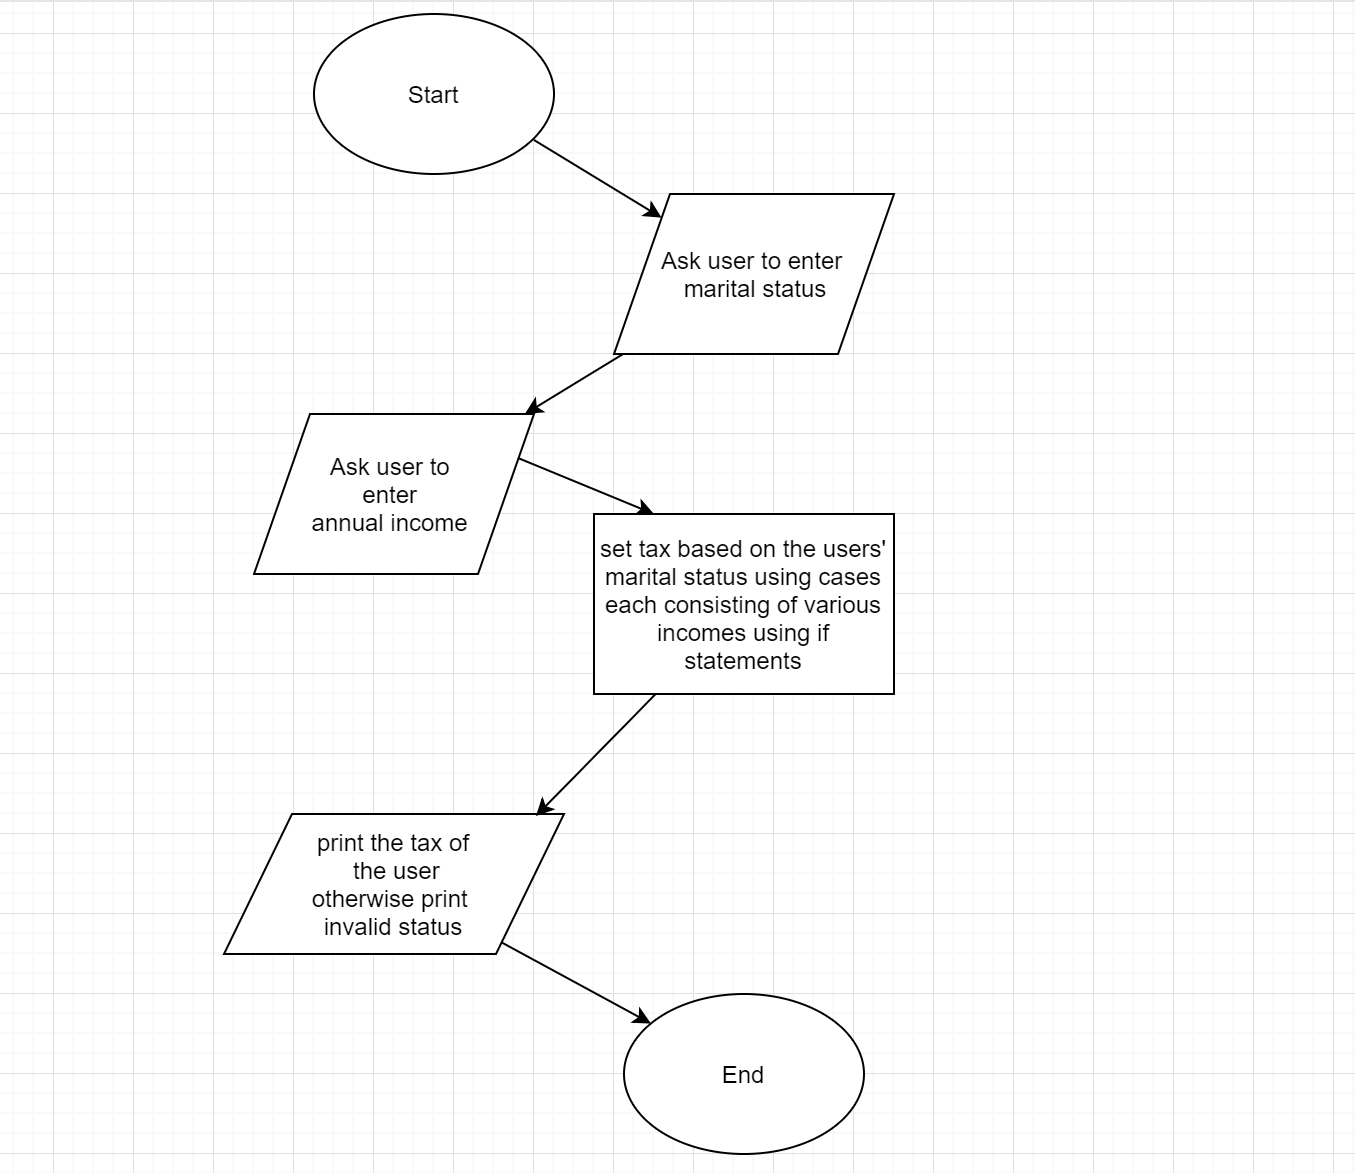 Start
Ask user to enter
marital status
Ask user to
enter
annual income
set tax based on the users'
marital status using cases
each consisting of various
incomes using if
statements
print the tax of
the user
otherwise print
invalid status
End